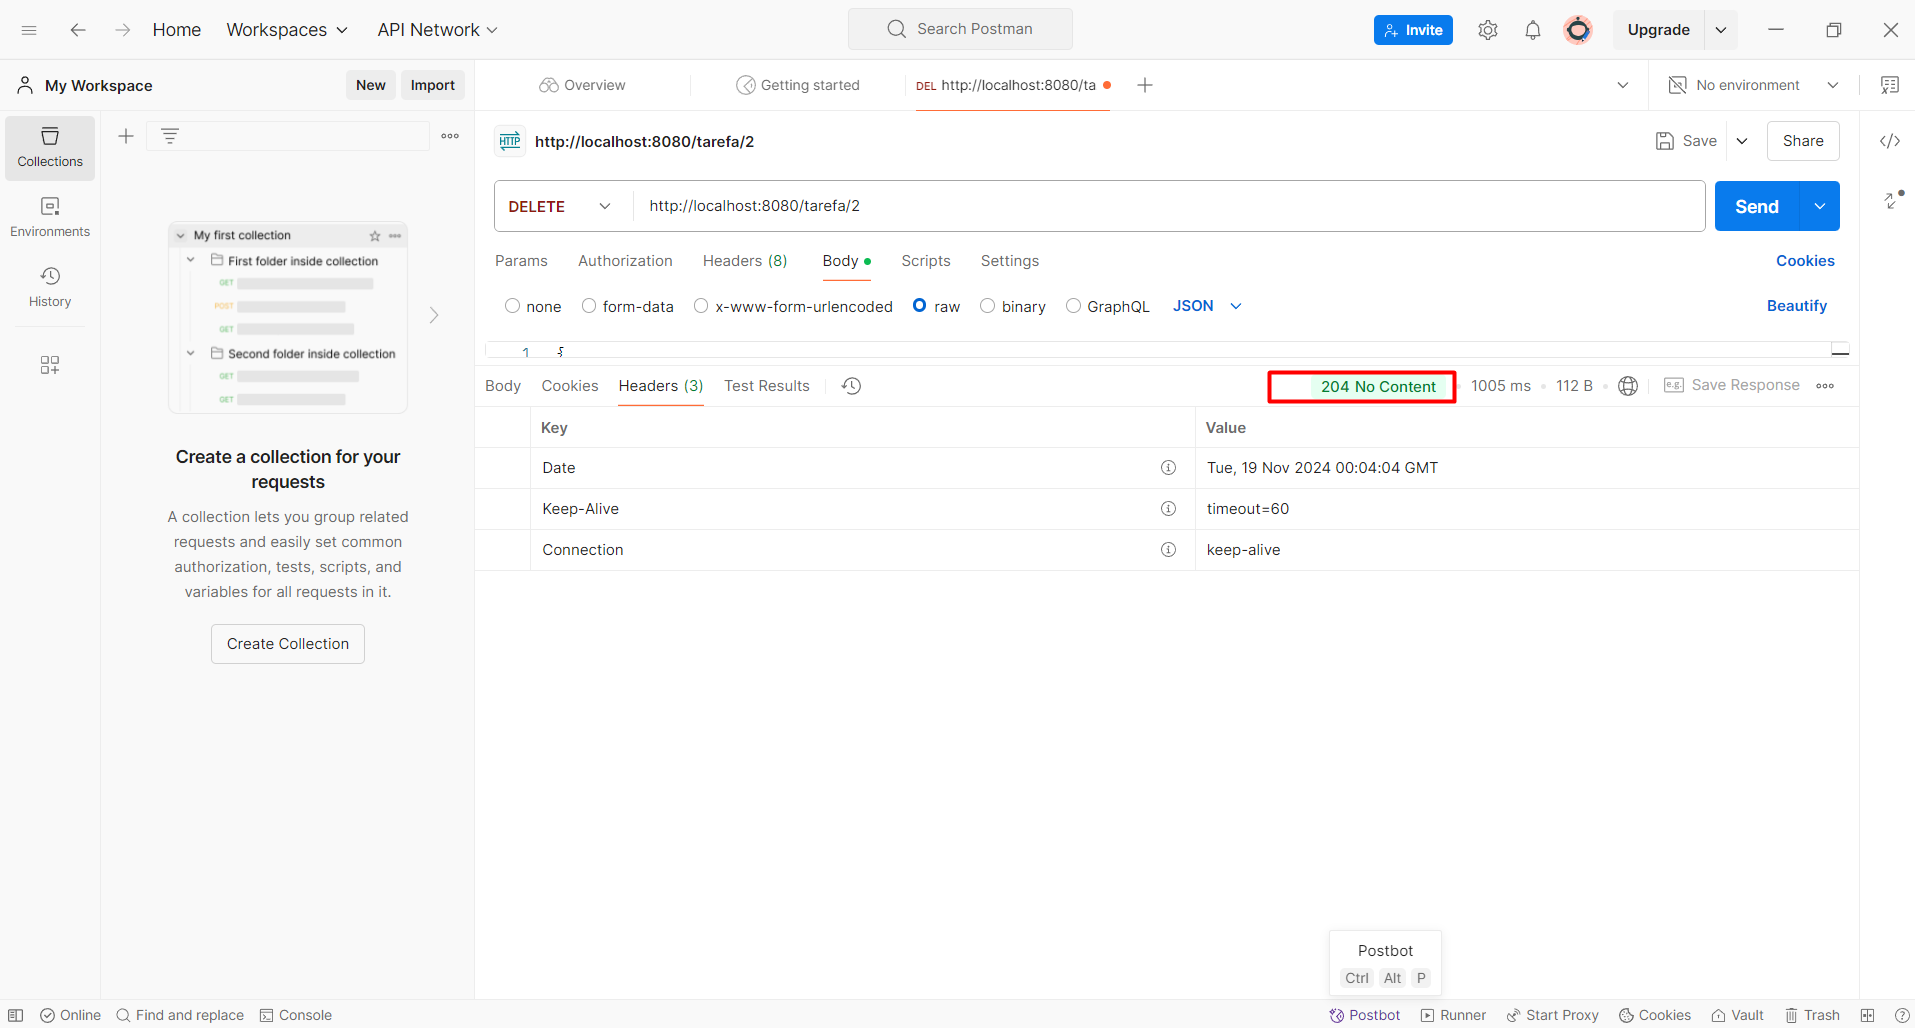 Home Workspaces API Network Search Postman Invite Upgrade
My Workspace New Import Overview Getting started DEL http://localhost:8080/ta No environment
Collections
Environments
History
My first collection
First folder inside collection
GET
POST
GET
Second folder inside collection
GET
GET
Create a collection for your
requests
A collection lets you group related
requests and easily set common
authorization, tests, scripts, and
variables for all requests in it.
Create Collection
HTTP http://localhost:8080/tarefa/2 Save Share
DELETE http://localhost:8080/tarefa/2 Send
Params Authorization Headers (8) Body Scripts Settings Cookies
none form-data x-www-form-urlencoded raw binary GraphQL JSON Beautify
1 {
Body Cookies Headers (3) Test Results 204 No Content 1005 ms 112 B e.g. Save Response
Key Value
Date Tue, 19 Nov 2024 00:04:04 GMT
Keep-Alive timeout=60
Connection keep-alive
Postbot
Ctrl Alt P
Online Find and replace Console Postbot Runner Start Proxy Cookies Vault Trash